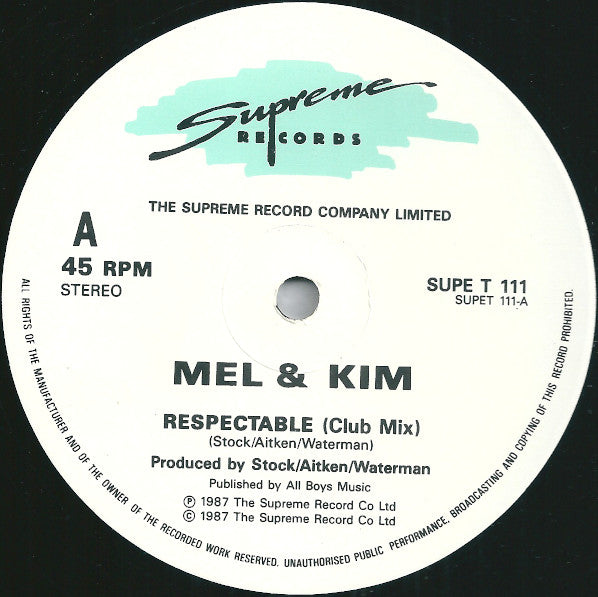 Supreme
RECORDS
THE SUPREME RECORD COMPANY LIMITED
A
45 RPM
STEREO
SUPE T 111
SUPET 111-A
MEL & KIM
RESPECTABLE (Club Mix)
(Stock/Aitken/Waterman)
Produced by Stock/Aitken/Waterman
Published by All Boys Music
℗ 1987 The Supreme Record Co Ltd
© 1987 The Supreme Record Co Ltd
ALL RIGHTS OF THE MANUFACTURER AND OF THE OWNER OF THE RECORDED WORK RESERVED. UNAUTHORISED PUBLIC PERFORMANCE, BROADCASTING AND COPYING OF THIS RECORD PROHIBITED.